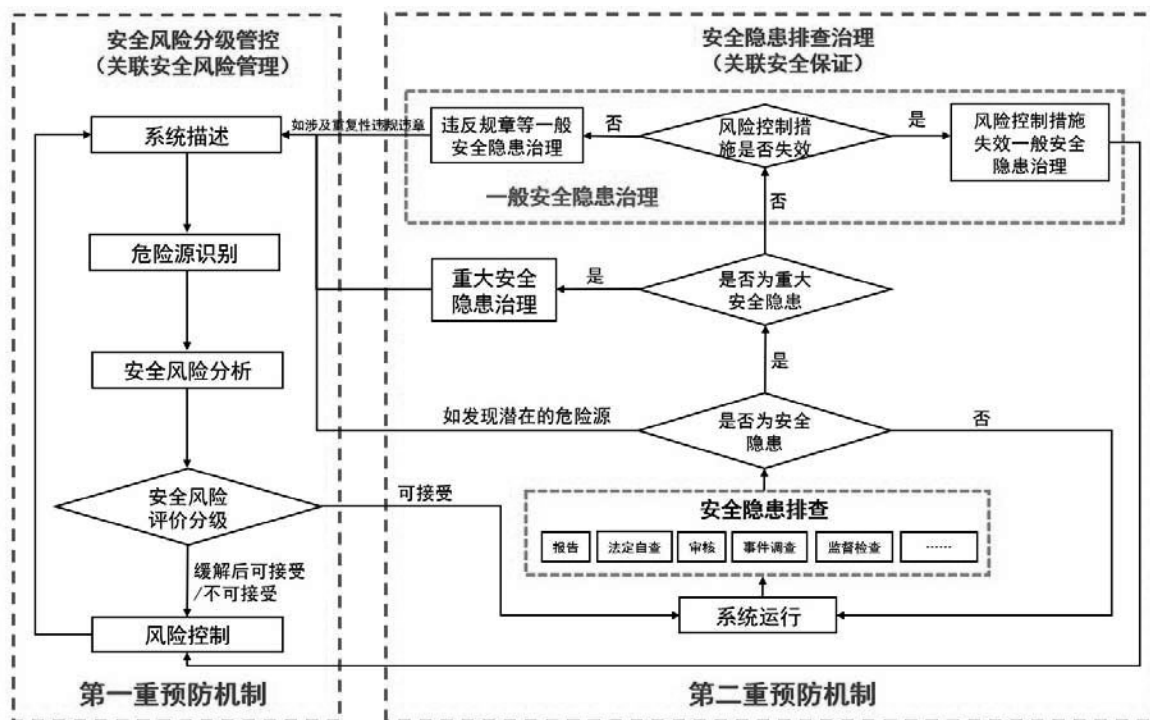 安全风险分级管控
（关联安全风险管理）
系统描述
危险源识别
安全风险分析
安全风险
评价分级
缓解后可接受
/不可接受
风险控制
第一重预防机制
安全隐患排查治理
（关联安全保证）
如涉及重复性违规违章
违反规章等一般
安全隐患治理
否
风险控制措
施是否失效
是
风险控制措施
失效一般安全
隐患治理
一般安全隐患治理
否
重大安全
隐患治理
是
是否为重大
安全隐患
是
如发现潜在的危险源
是否为安全
隐患
否
可接受
安全隐患排查
报告
法定自查
审核
事件调查
监督检查
······
系统运行
第二重预防机制